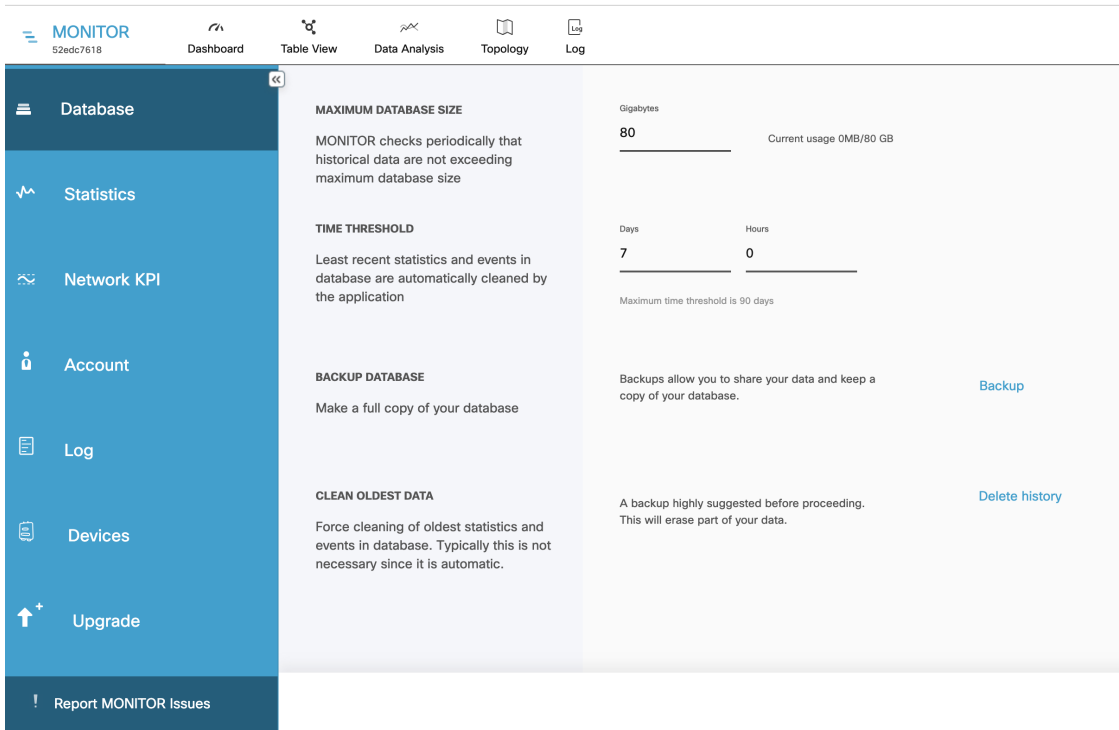 MONITOR
52edc7618
Dashboard
Table View
Data Analysis
Topology
Log
Log
Database
Statistics
Network KPI
Account
Log
Devices
Upgrade
Report MONITOR Issues
MAXIMUM DATABASE SIZE
MONITOR checks periodically that
historical data are not exceeding
maximum database size
Gigabytes
80
Current usage 0MB/80 GB
TIME THRESHOLD
Least recent statistics and events in
database are automatically cleaned by
the application
Days
7
Hours
0
Maximum time threshold is 90 days
BACKUP DATABASE
Make a full copy of your database
Backups allow you to share your data and keep a
copy of your database.
Backup
CLEAN OLDEST DATA
Force cleaning of oldest statistics and
events in database. Typically this is not
necessary since it is automatic.
A backup highly suggested before proceeding.
This will erase part of your data.
Delete history